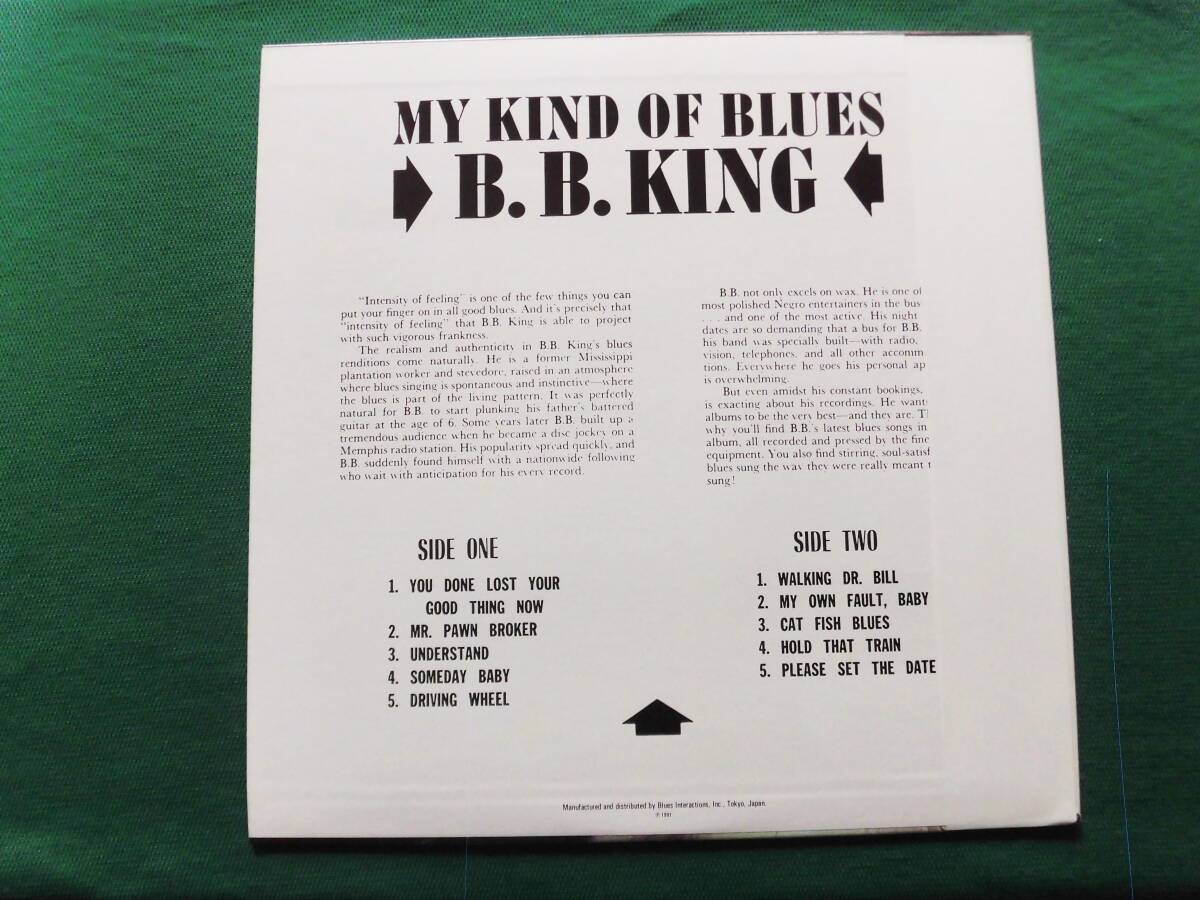 MY KIND OF BLUES
B. B. KING
"Intensity of feeling" is one of the few things you can
put your finger on in all good blues. And it's precisely that
"intensity of feeling" that B.B. King is able to project
with such vigorous frankness.
The realism and authenticity in B.B. King's blues
renditions come naturally. He is a former Mississippi
plantation worker and stevedore, raised in an atmosphere
where blues singing is spontaneous and instinctive—where
the blues is part of the living pattern. It was perfectly
natural for B.B. to start plunking his father's battered
guitar at the age of 6. Some years later B.B. built up a
tremendous audience when he became a disc jockey on a
Memphis radio station. His popularity spread quickly, and
B.B. suddenly found himself with a nationwide following
who wait with anticipation for his every record.
B.B. not only excels on wax. He is one of
most polished Negro entertainers in the bus
. . . and one of the most active. His night
dates are so demanding that a bus for B.B.
his band was specially built—with radio,
vision, telephones, and all other accomm
tions. Everywhere he goes his personal ap
is overwhelming.
But even amidst his constant bookings,
is exacting about his recordings. He want
albums to be the very best—and they are. T
why you'll find B.B.'s latest blues songs in
album, all recorded and pressed by the fine
equipment. You also find stirring, soul-satisf
blues sung the way they were really meant t
sung!
SIDE ONE
1. YOU DONE LOST YOUR
GOOD THING NOW
2. MR. PAWN BROKER
3. UNDERSTAND
4. SOMEDAY BABY
5. DRIVING WHEEL
SIDE TWO
1. WALKING DR. BILL
2. MY OWN FAULT, BABY
3. CAT FISH BLUES
4. HOLD THAT TRAIN
5. PLEASE SET THE DATE
Manufactured and distributed by Blues Interactions, Inc., Tokyo, Japan.